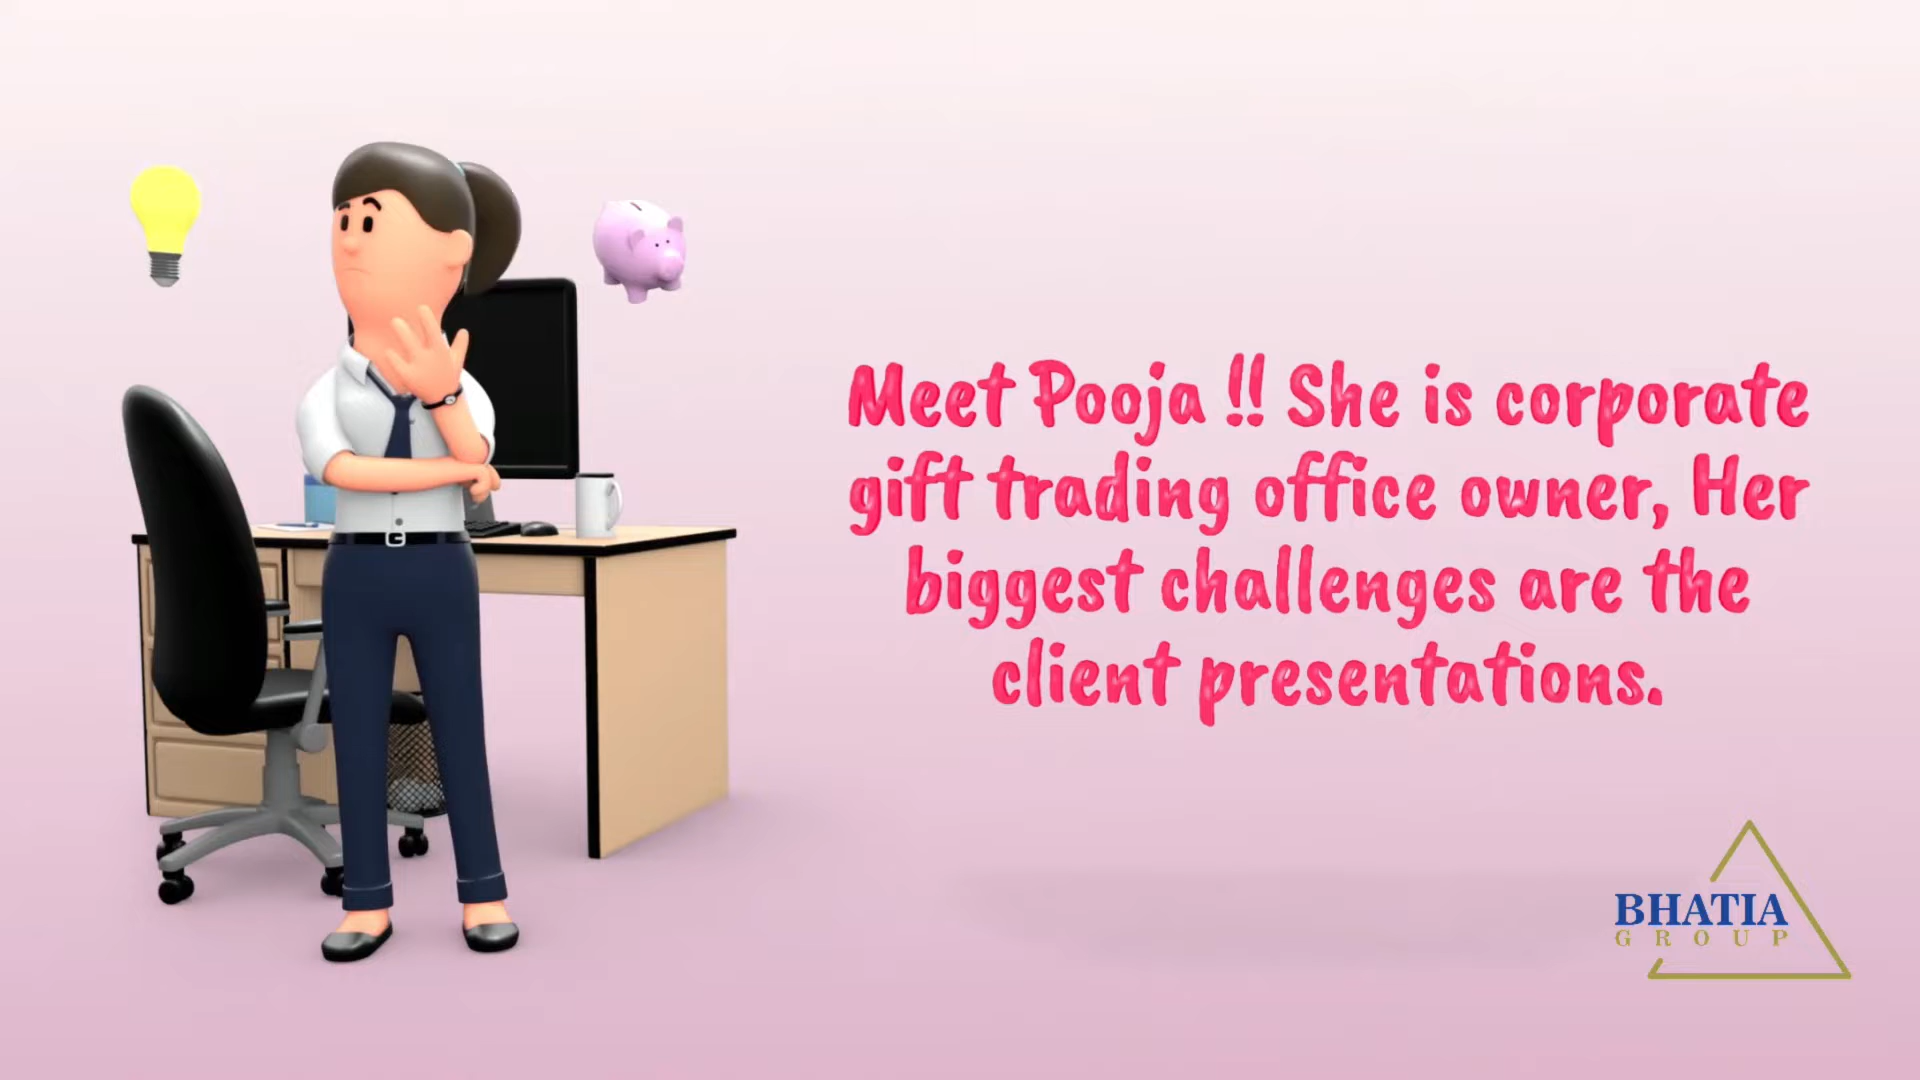 Meet Pooja !! She is corporate
gift trading office owner, Her
biggest challenges are the
client presentations.
BHATIA
GROUP